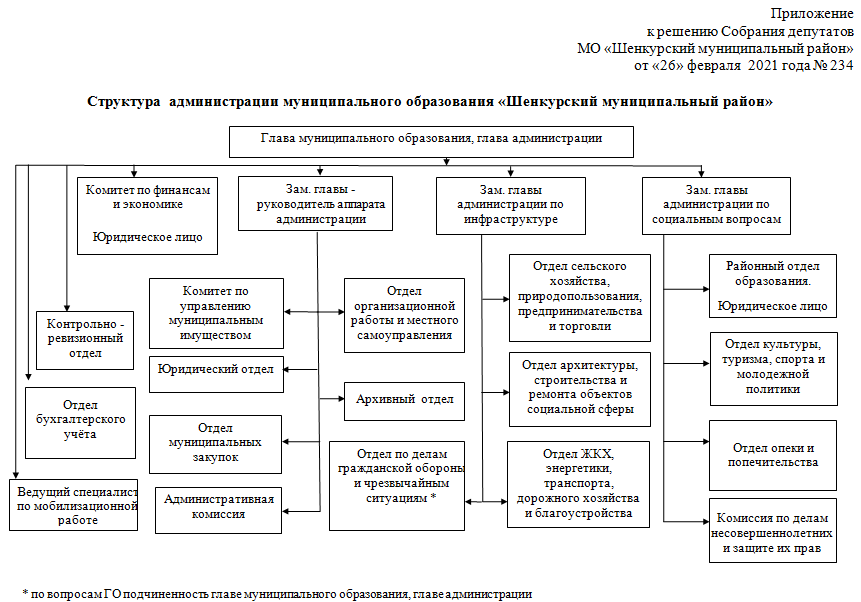 Приложение
к решению Собрания депутатов
МО «Шенкурский муниципальный район»
от «26» февраля 2021 года № 234
Структура администрации муниципального образования «Шенкурский муниципальный район»
Глава муниципального образования, глава администрации
Комитет по финансам
и экономике
Юридическое лицо
Зам. главы -
руководитель аппарата
администрации
Зам. главы
администрации по
инфраструктуре
Зам. главы
администрации по
социальным вопросам
Контрольно -
ревизионный
отдел
Отдел
бухгалтерского
учёта
Ведущий специалист
по мобилизационной
работе
Комитет по
управлению
муниципальным
имуществом
Юридический отдел
Отдел
муниципальных
закупок
Административная
комиссия
Отдел
организационной
работы и местного
самоуправления
Архивный отдел
Отдел по делам
гражданской обороны
и чрезвычайным
ситуациям *
Отдел сельского
хозяйства,
природопользования,
предпринимательства
и торговли
Отдел архитектуры,
строительства и
ремонта объектов
социальной сферы
Отдел ЖКХ,
энергетики,
транспорта,
дорожного хозяйства
и благоустройства
Районный отдел
образования.
Юридическое лицо
Отдел культуры,
туризма, спорта и
молодежной
политики
Отдел опеки и
попечительства
Комиссия по делам
несовершеннолетних
и защите их прав
* по вопросам ГО подчиненность главе муниципального образования, главе администрации